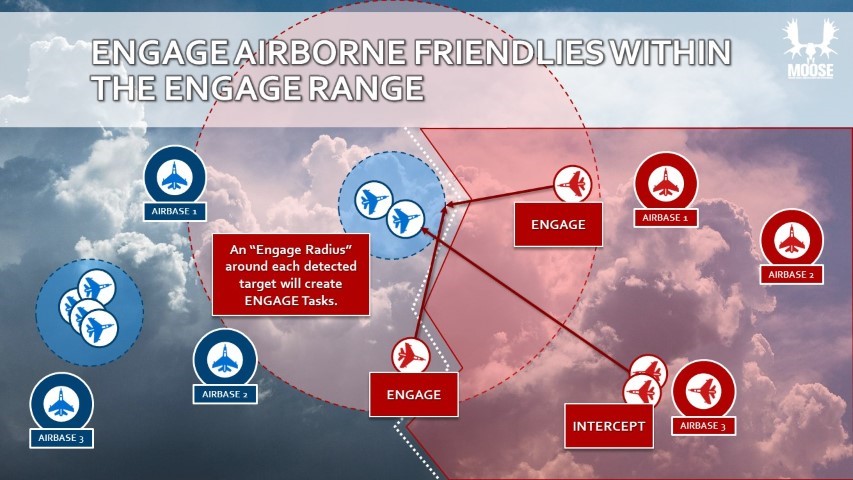 ENGAGE AIRBORNE FRIENDLIES WITHIN
THE ENGAGE RANGE
MOOSE
AIRBASE 1
ENGAGE
AIRBASE 1
An “Engage Radius”
around each detected
target will create
ENGAGE Tasks.
AIRBASE 2
AIRBASE 2
ENGAGE
AIRBASE 3
INTERCEPT
AIRBASE 3